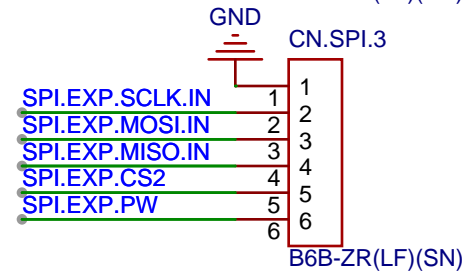 GND
CN.SPI.3
1
SPI.EXP.SCLK.IN 1 2
SPI.EXP.MOSI.IN 2 3
SPI.EXP.MISO.IN 3 4
SPI.EXP.CS2 4 5
SPI.EXP.PW 5 6
6
B6B-ZR(LF)(SN)